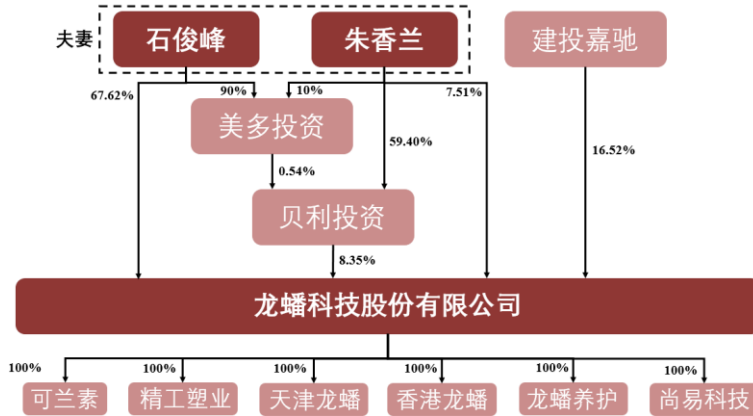 夫妻
石俊峰
朱香兰
建投嘉驰
67.62%
90%
10%
7.51%
美多投资
59.40%
16.52%
0.54%
贝利投资
8.35%
龙蟠科技股份有限公司
100%
100%
100%
100%
100%
100%
可兰素
精工塑业
天津龙蟠
香港龙蟠
龙蟠养护
尚易科技